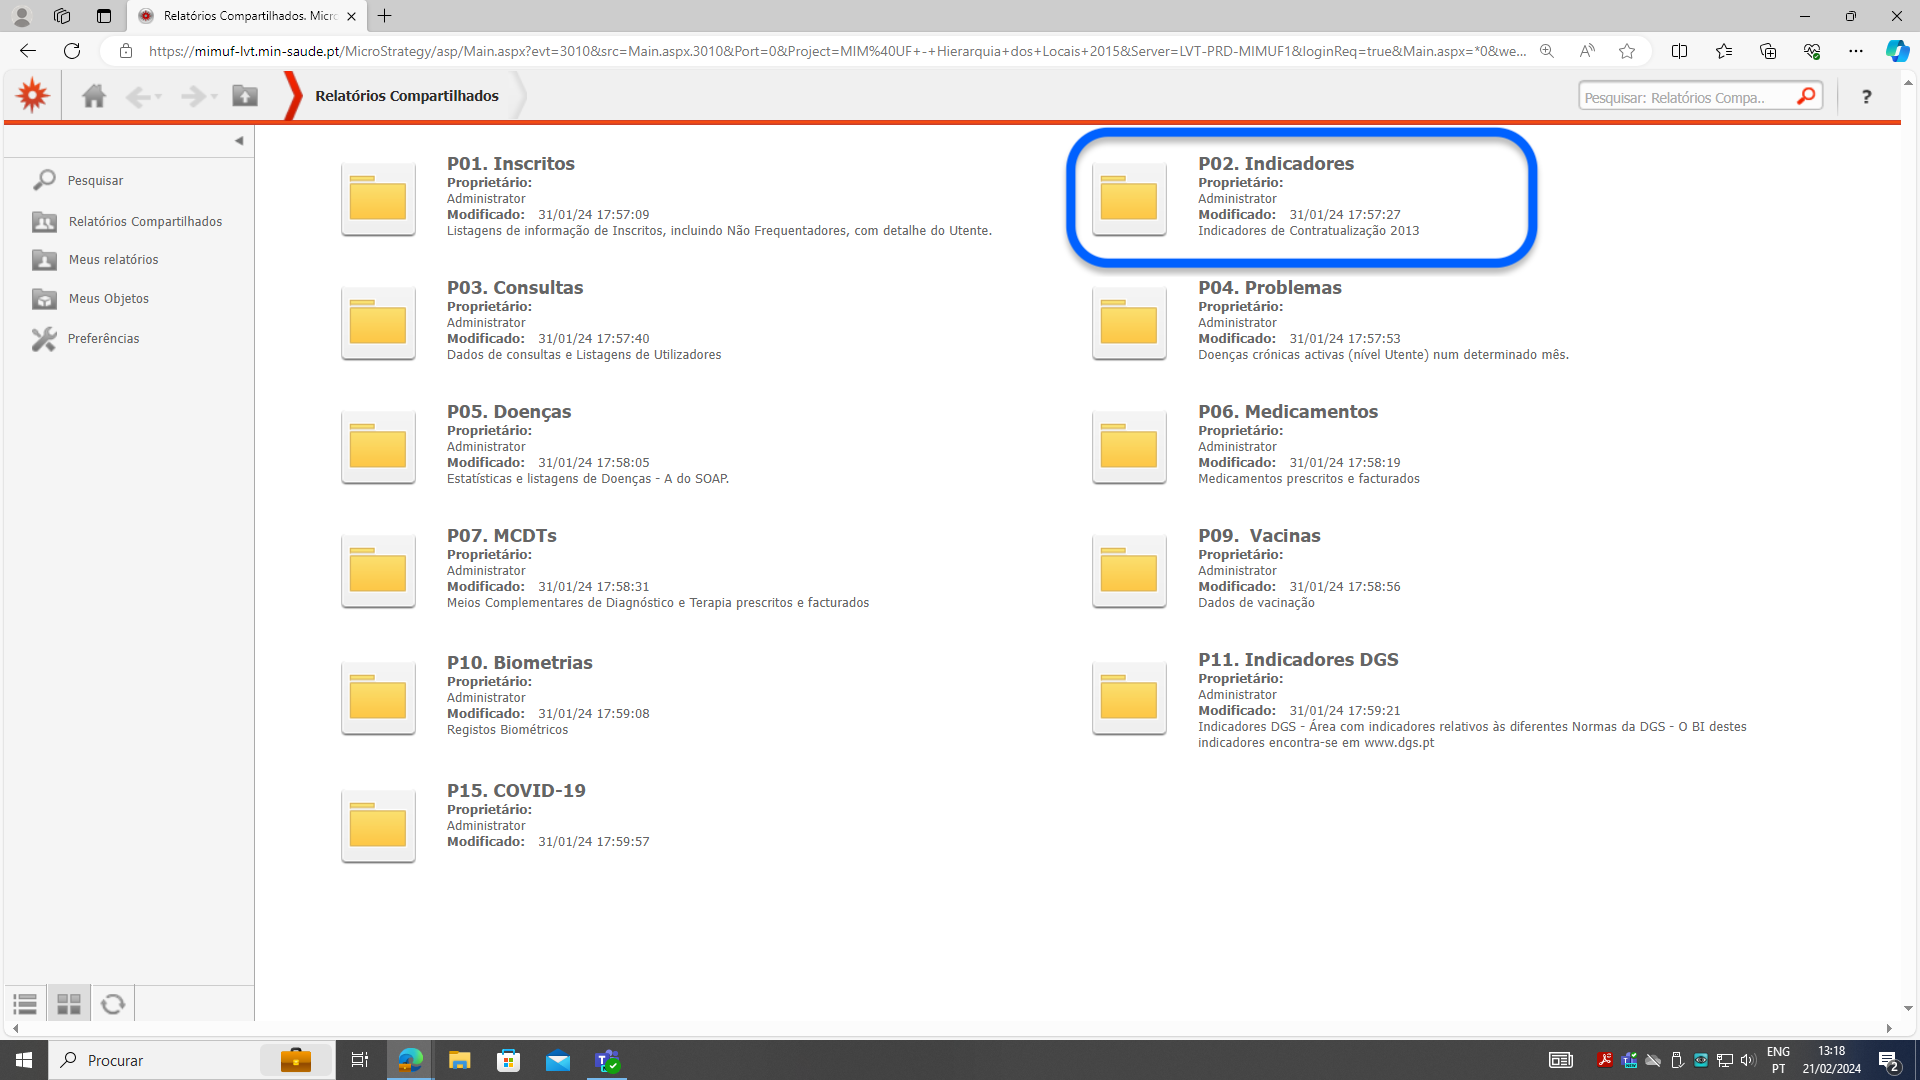 Relatórios Compartilhados. Micro
https://mimuf-lvt.min-saude.pt/MicroStrategy/asp/Main.aspx?evt=3010&src=Main.aspx.3010&Port=0&Project=MIM%40UF+-+Hierarquia+dos+Locais+2015&Server=LVT-PRD-MIMUF1&loginReq=true&Main.aspx=*0&we...
Relatórios Compartilhados
Pesquisar: Relatórios Compa..
?
Pesquisar
Relatórios Compartilhados
Meus relatórios
Meus Objetos
Preferências
P01. Inscritos
Proprietário:
Administrator
Modificado: 31/01/24 17:57:09
Listagens de informação de Inscritos, incluindo Não Frequentadores, com detalhe do Utente.
P02. Indicadores
Proprietário:
Administrator
Modificado: 31/01/24 17:57:27
Indicadores de Contratualização 2013
P03. Consultas
Proprietário:
Administrator
Modificado: 31/01/24 17:57:40
Dados de consultas e Listagens de Utilizadores
P04. Problemas
Proprietário:
Administrator
Modificado: 31/01/24 17:57:53
Doenças crónicas activas (nível Utente) num determinado mês.
P05. Doenças
Proprietário:
Administrator
Modificado: 31/01/24 17:58:05
Estatísticas e listagens de Doenças - A do SOAP.
P06. Medicamentos
Proprietário:
Administrator
Modificado: 31/01/24 17:58:19
Medicamentos prescritos e facturados
P07. MCDTs
Proprietário:
Administrator
Modificado: 31/01/24 17:58:31
Meios Complementares de Diagnóstico e Terapia prescritos e facturados
P09. Vacinas
Proprietário:
Administrator
Modificado: 31/01/24 17:58:56
Dados de vacinação
P10. Biometrias
Proprietário:
Administrator
Modificado: 31/01/24 17:59:08
Registos Biométricos
P11. Indicadores DGS
Proprietário:
Administrator
Modificado: 31/01/24 17:59:21
Indicadores DGS - Área com indicadores relativos às diferentes Normas da DGS - O BI destes
indicadores encontra-se em www.dgs.pt
P15. COVID-19
Proprietário:
Administrator
Modificado: 31/01/24 17:59:57
Procurar
ENG
PT
13:18
21/02/2024
2